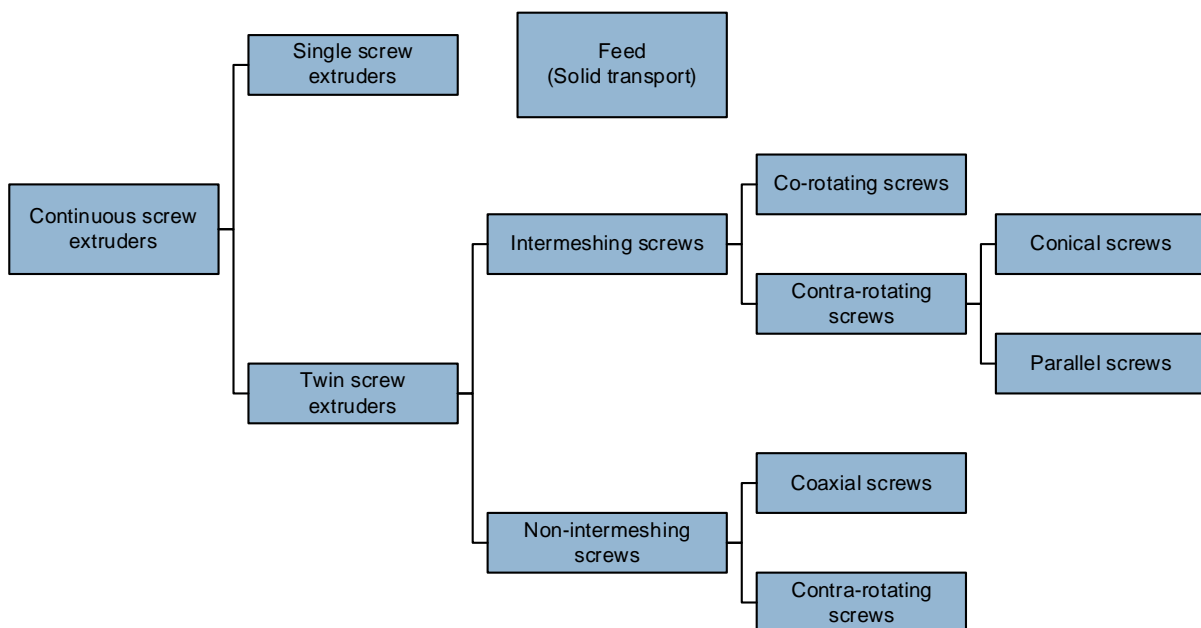 Single screw
extruders
Feed
(Solid transport)
Continuous screw
extruders
Co-rotating screws
Intermeshing screws
Conical screws
Contra-rotating
screws
Parallel screws
Twin screw
extruders
Coaxial screws
Non-intermeshing
screws
Contra-rotating
screws